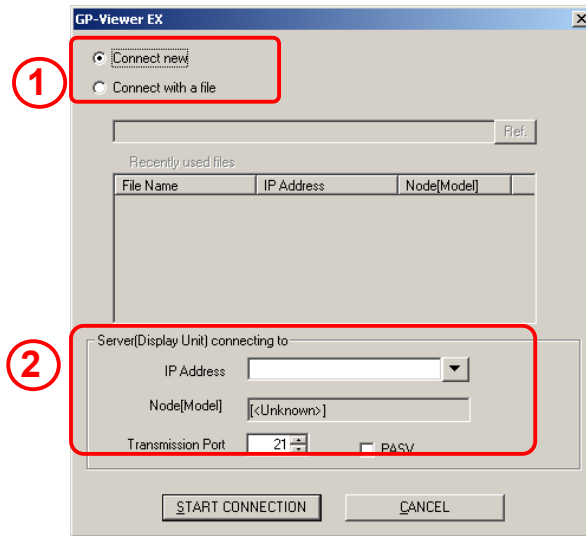 GP-Viewer EX
1
Connect new
Connect with a file
Ref.
Recently used files
File Name IP Address Node[Model]
2
Server(Display Unit) connecting to
IP Address
Node[Model] [<Unknown>]
Transmission Port 21 PASV
START CONNECTION CANCEL